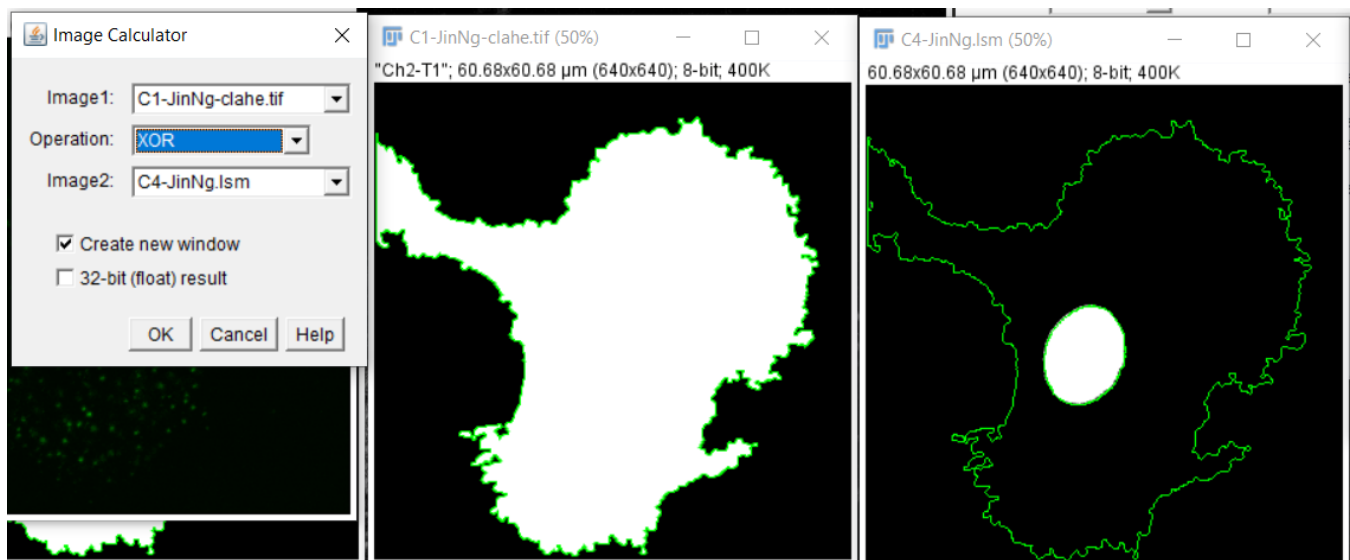 Image Calculator
Image1: C1-JinNg-clahe.tif
Operation: XOR
Image2: C4-JinNg.lsm
Create new window
32-bit (float) result
OK Cancel Help
C1-JinNg-clahe.tif (50%)
"Ch2-T1"; 60.68x60.68 µm (640x640); 8-bit; 400K
C4-JinNg.lsm (50%)
60.68x60.68 µm (640x640); 8-bit; 400K